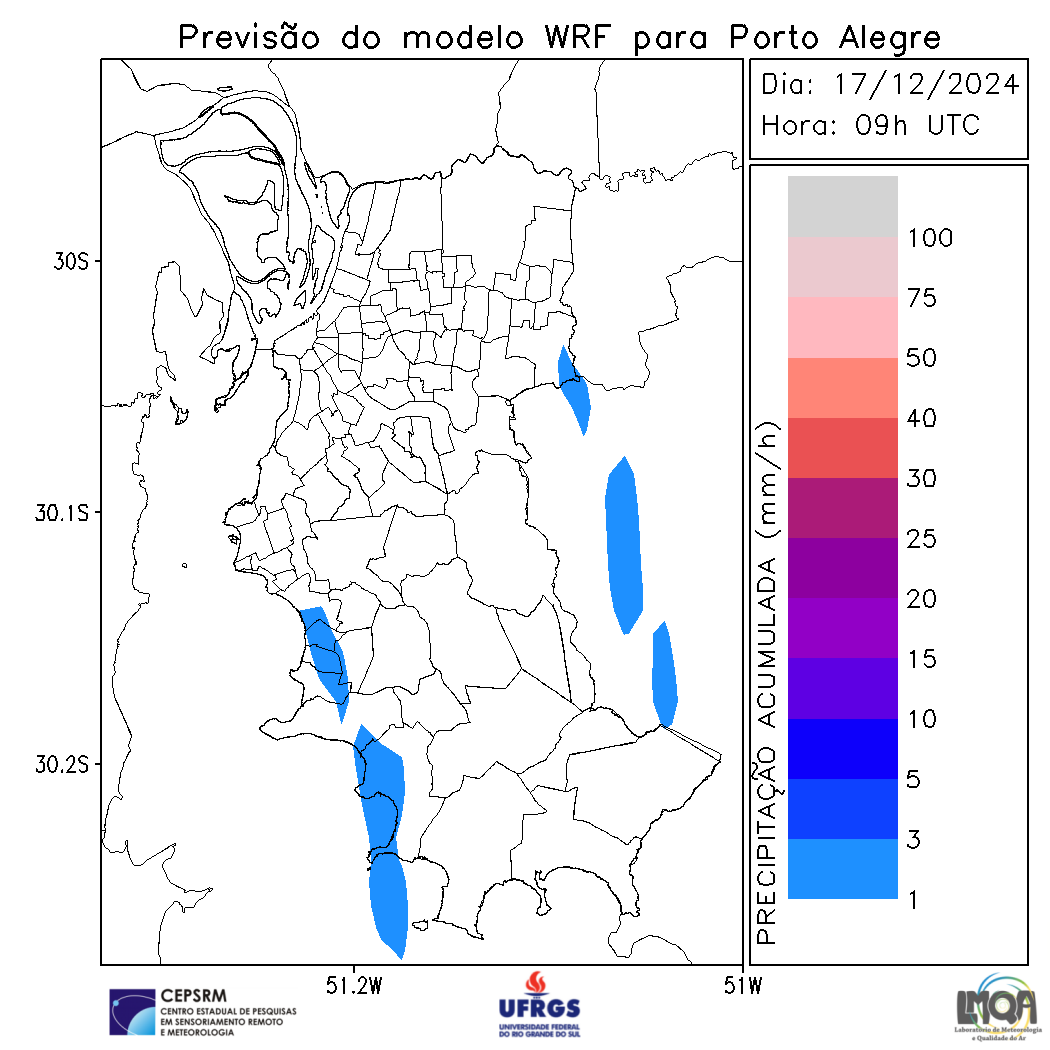 Previsão do modelo WRF para Porto Alegre
Dia: 17/12/2024
Hora: 09h UTC
30S
30.1S
30.2S
51.2W
51W
PRECIPITAÇÃO ACUMULADA (mm/h)
100
75
50
40
30
25
20
15
10
5
3
1
CEPSRM
CENTRO ESTADUAL DE PESQUISAS
EM SENSORIAMENTO REMOTO
E METEOROLOGIA
UFRGS
UNIVERSIDADE FEDERAL
DO RIO GRANDE DO SUL
LMQA
Laboratório de Meteorologia
e Qualidade do Ar